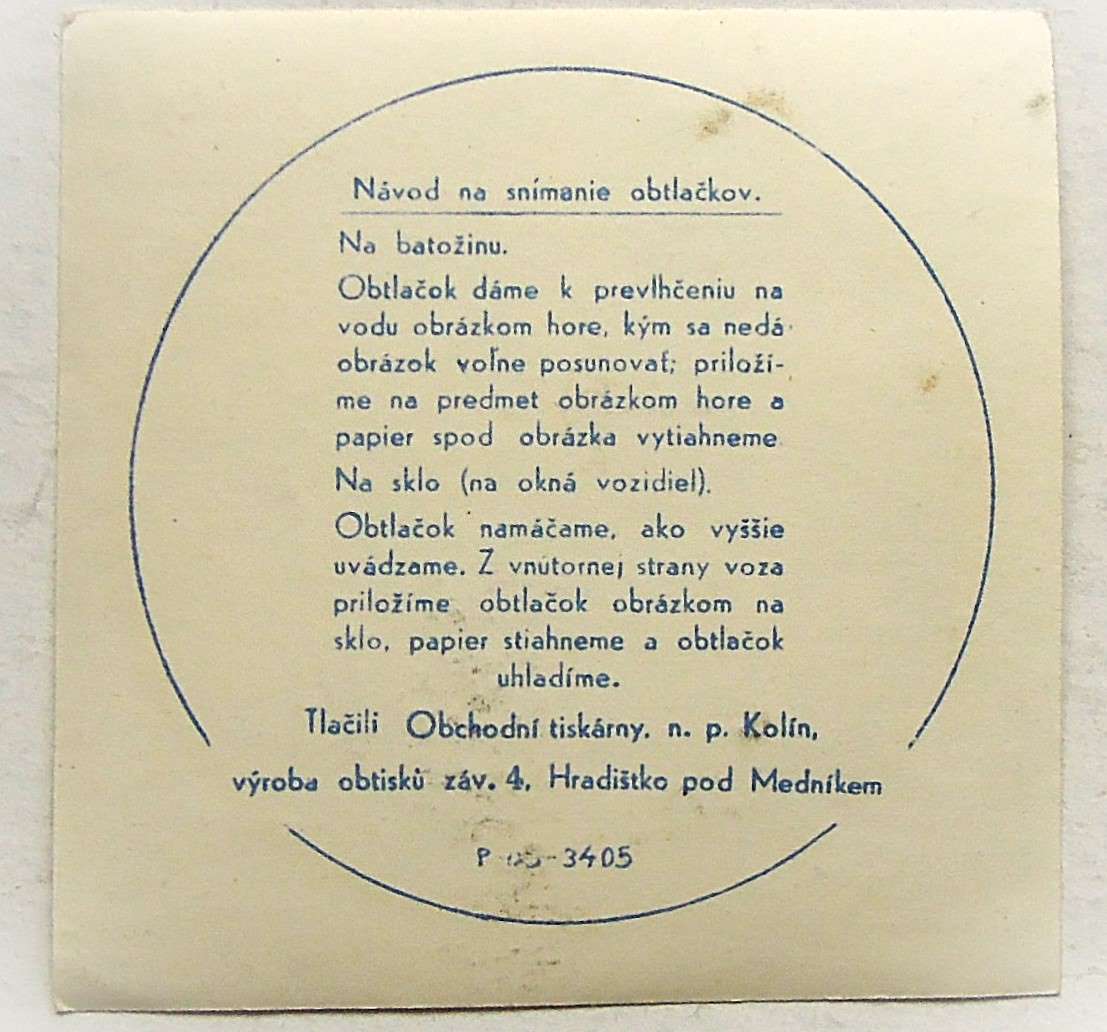 Návod na snímanie obtlačkov.
Na batožinu.
Obtlačok dáme k prevlhčeniu na
vodu obrázkom hore, kým sa nedá
obrázok voľne posunovať; priloží-
me na predmet obrázkom hore a
papier spod obrázka vytiahneme
Na sklo (na okná vozidiel).
Obtlačok namáčame, ako vyššie
uvádzame. Z vnútornej strany voza
priložíme obtlačok obrázkom na
sklo, papier stiahneme a obtlačok
uhladíme.
Tlačili Obchodní tiskárny, n. p. Kolín,
výroba obtisků záv. 4, Hradištko pod Medníkem
P -3405